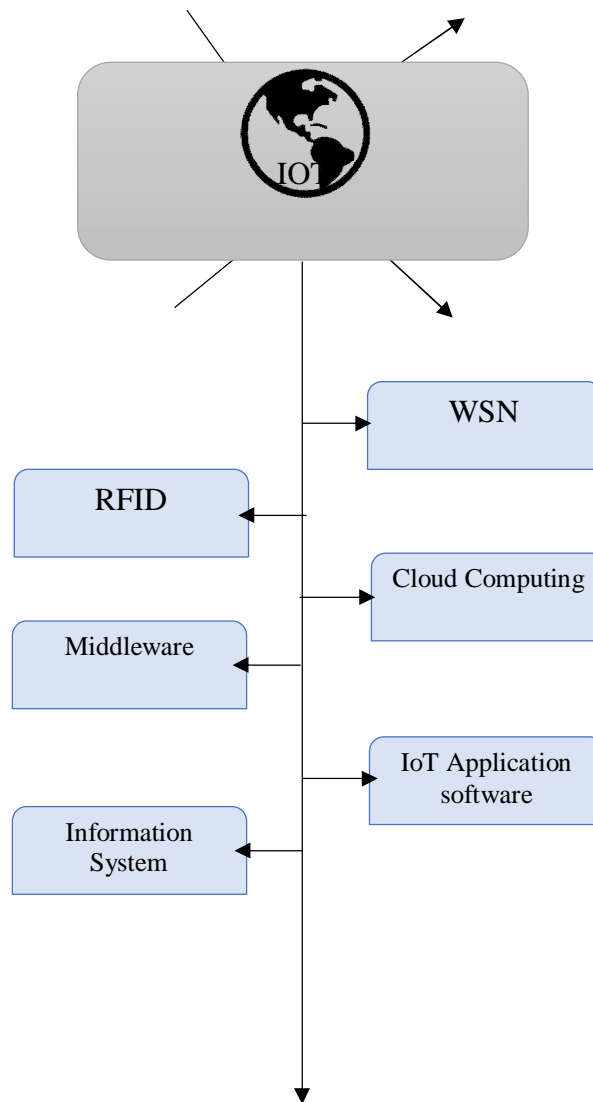 IOT
WSN
RFID
Cloud Computing
Middleware
IoT Application
software
Information
System